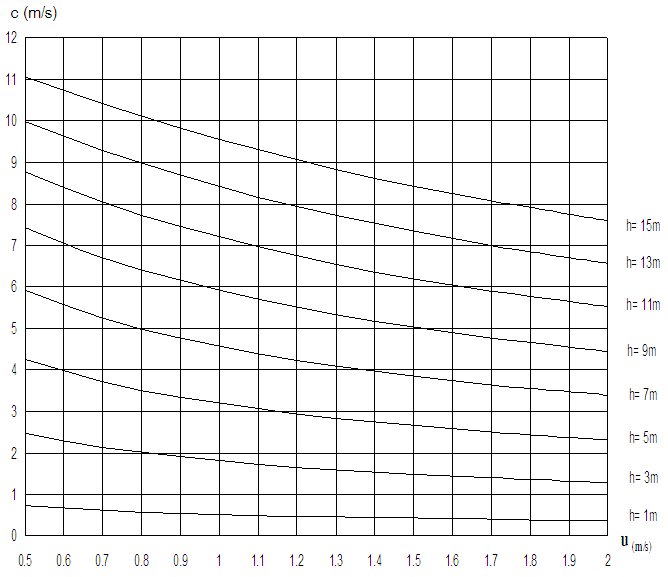 c (m/s)
12
11
10
9
8
7
6
5
4
3
2
1
0
h= 15m
h= 13m
h= 11m
h= 9m
h= 7m
h= 5m
h= 3m
h= 1m
u (m/s)
0.5 0.6 0.7 0.8 0.9 1 1.1 1.2 1.3 1.4 1.5 1.6 1.7 1.8 1.9 2